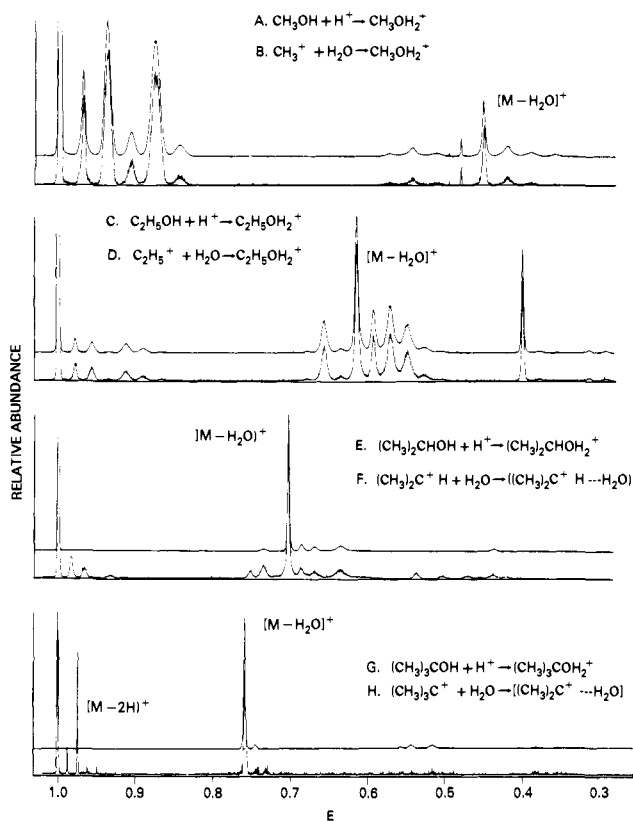 A. CH₃OH + H⁺ → CH₃OH₂⁺
B. CH₃⁺ + H₂O → CH₃OH₂⁺
[M − H₂O]⁺
C. C₂H₅OH + H⁺ → C₂H₅OH₂⁺
D. C₂H₅⁺ + H₂O → C₂H₅OH₂⁺
[M − H₂O]⁺
RELATIVE ABUNDANCE
]M − H₂O)⁺
E. (CH₃)₂CHOH + H⁺ → (CH₃)₂CHOH₂⁺
F. (CH₃)₂C⁺ H + H₂O → ((CH₃)₂C⁺ H ---H₂O)
[M − H₂O]⁺
(M − 2H)⁺
G. (CH₃)₃COH + H⁺ → (CH₃)₃COH₂⁺
H. (CH₃)₃C⁺ + H₂O → [(CH₃)₂C⁺ ---H₂O]
1.0 0.9 0.8 0.7 0.6 0.5 0.4 0.3
E